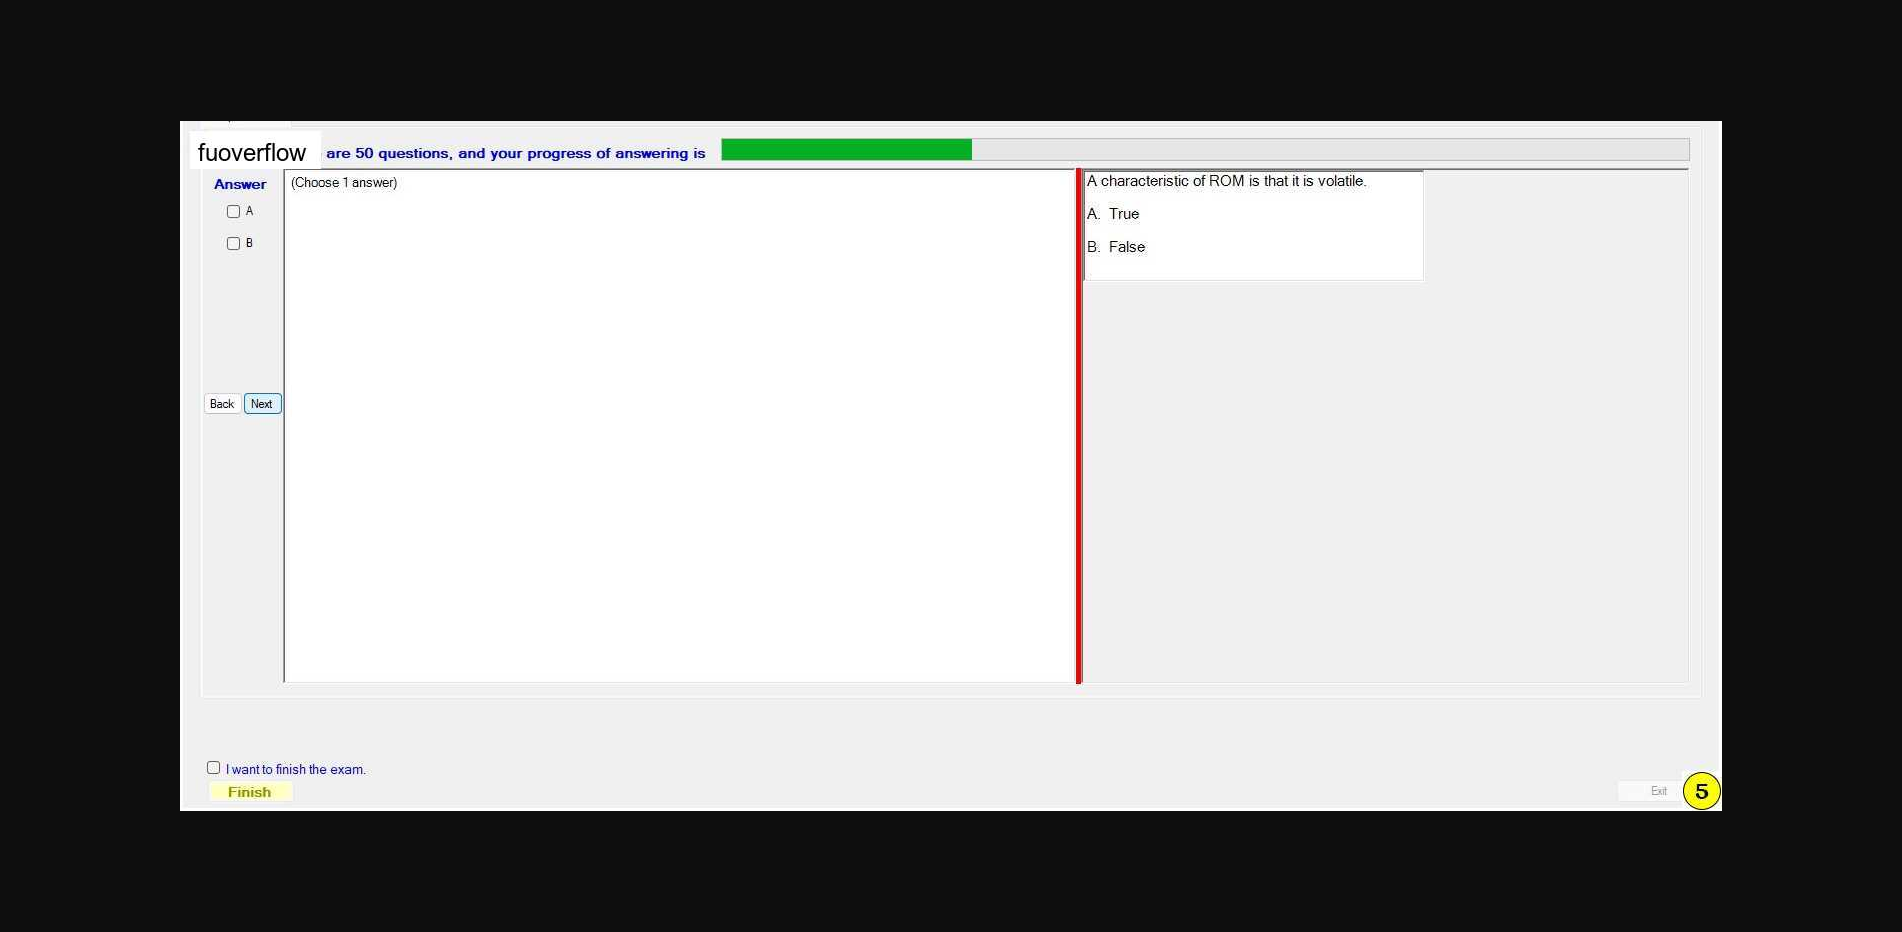 fuoverflow are 50 questions, and your progress of answering is
Answer
(Choose 1 answer)
A
B
Back Next
A characteristic of ROM is that it is volatile.
A. True
B. False
I want to finish the exam.
Finish
Exit
5